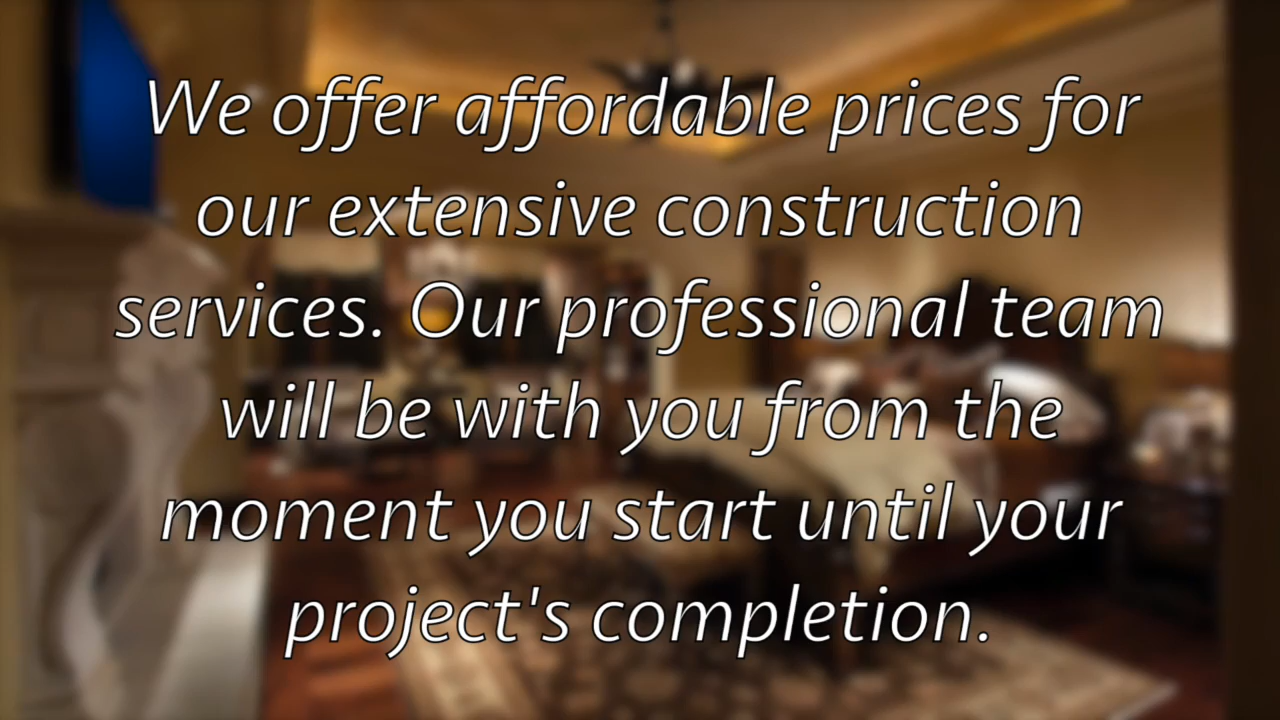 We offer affordable prices for
our extensive construction
services. Our professional team
will be with you from the
moment you start until your
project's completion.